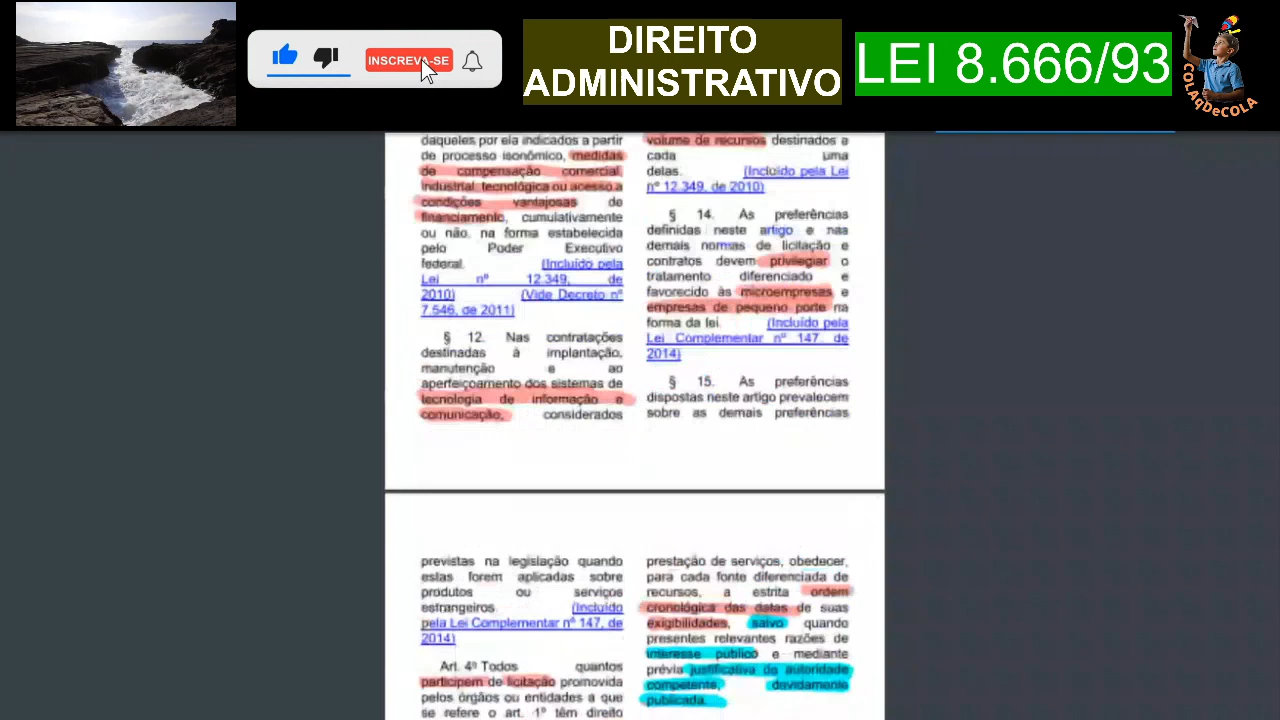 INSCREVA-SE
DIREITO
ADMINISTRATIVO
LEI 8.666/93
COLAqDeCOLA
daqueles por ela indicados a partir
de processo isonômico, medidas
de compensação comercial,
industrial, tecnológica ou acesso a
condições vantajosas de
financiamento, cumulativamente
ou não, na forma estabelecida
pelo Poder Executivo
federal. (Incluído pela
Lei nº 12.349, de
2010) (Vide Decreto nº
7.546, de 2011)
§ 12. Nas contratações
destinadas à implantação,
manutenção e ao
aperfeiçoamento dos sistemas de
tecnologia de informação e
comunicação, considerados
volume de recursos destinados a
cada uma
delas. (Incluído pela Lei
nº 12.349, de 2010)
§ 14. As preferências
definidas neste artigo e nas
demais normas de licitação e
contratos devem privilegiar o
tratamento diferenciado e
favorecido às microempresas e
empresas de pequeno porte na
forma da lei. (Incluído pela
Lei Complementar nº 147, de
2014)
§ 15. As preferências
dispostas neste artigo prevalecem
sobre as demais preferências
previstas na legislação quando
estas forem aplicadas sobre
produtos ou serviços
estrangeiros. (Incluído
pela Lei Complementar nº 147, de
2014)
Art. 4º Todos quantos
participem de licitação promovida
pelos órgãos ou entidades a que
se refere o art. 1º têm direito
prestação de serviços, obedecer,
para cada fonte diferenciada de
recursos, a estrita ordem
cronológica das datas de suas
exigibilidades, salvo quando
presentes relevantes razões de
interesse público e mediante
prévia justificativa da autoridade
competente, devidamente
publicada.